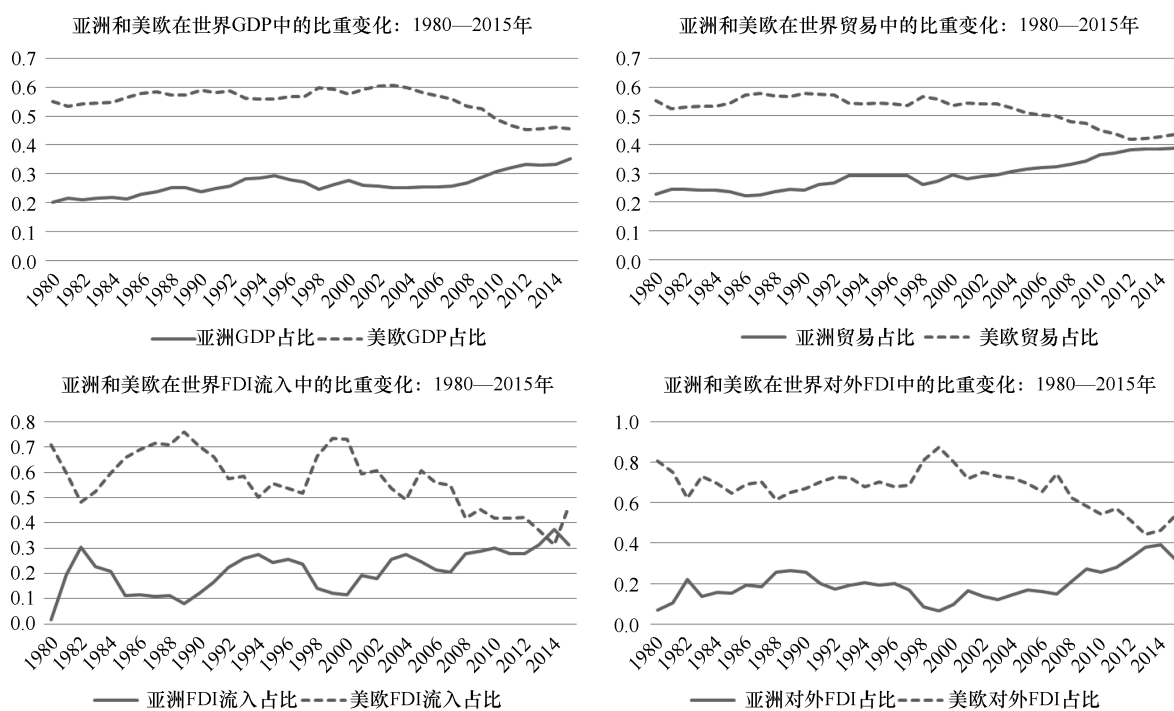 亚洲和美欧在世界GDP中的比重变化：1980—2015年
0.7
0.6
0.5
0.4
0.3
0.2
0.1
0.0
1980 1982 1984 1986 1988 1990 1992 1994 1996 1998 2000 2002 2004 2006 2008 2010 2012 2014
亚洲GDP占比 美欧GDP占比
亚洲和美欧在世界贸易中的比重变化：1980—2015年
0.7
0.6
0.5
0.4
0.3
0.2
0.1
0.0
1980 1982 1984 1986 1988 1990 1992 1994 1996 1998 2000 2002 2004 2006 2008 2010 2012 2014
亚洲贸易占比 美欧贸易占比
亚洲和美欧在世界FDI流入中的比重变化：1980—2015年
0.8
0.7
0.6
0.5
0.4
0.3
0.2
0.1
0.0
1980 1982 1984 1986 1988 1990 1992 1994 1996 1998 2000 2002 2004 2006 2008 2010 2012 2014
亚洲FDI流入占比 美欧FDI流入占比
亚洲和美欧在世界对外FDI中的比重变化：1980—2015年
1.0
0.8
0.6
0.4
0.2
0.0
1980 1982 1984 1986 1988 1990 1992 1994 1996 1998 2000 2002 2004 2006 2008 2010 2012 2014
亚洲对外FDI占比 美欧对外FDI占比